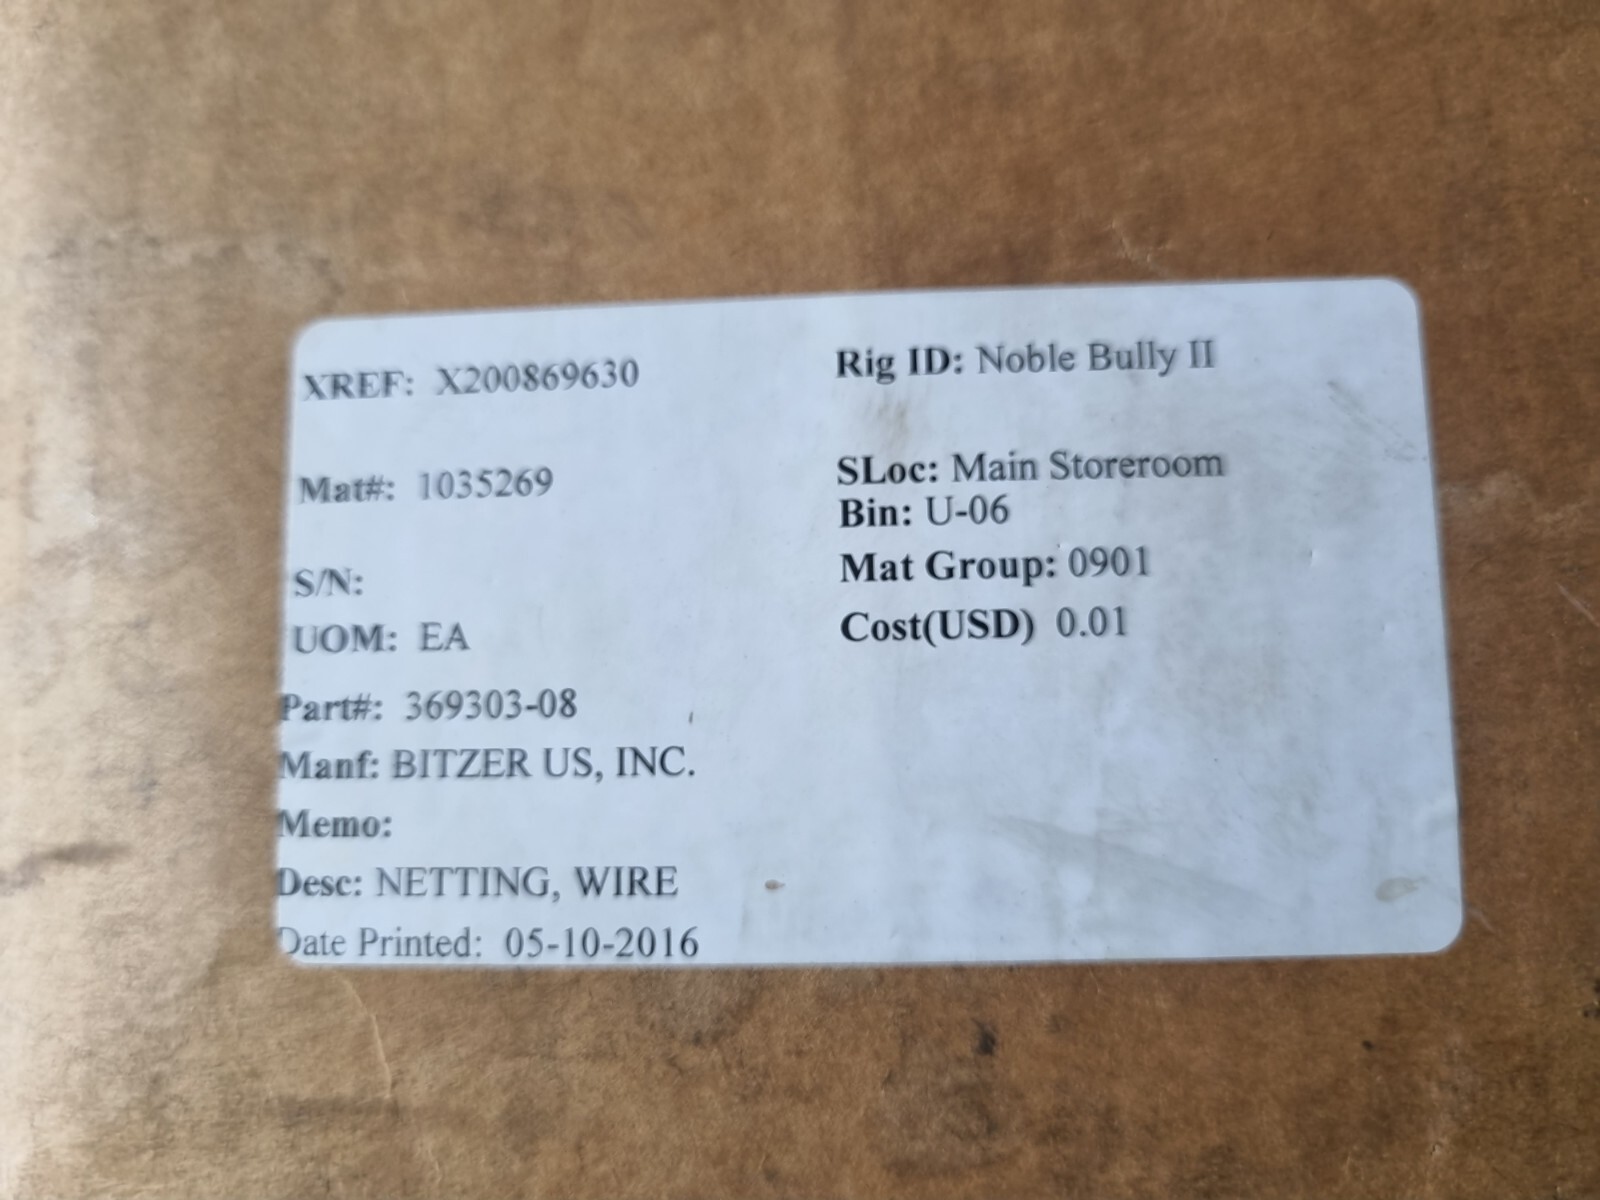 XREF: X200869630
Rig ID: Noble Bully II
Mat#: 1035269
SLoc: Main Storeroom
Bin: U-06
S/N:
Mat Group: 0901
UOM: EA
Cost(USD) 0.01
Part#: 369303-08
Manf: BITZER US, INC.
Memo:
Desc: NETTING, WIRE
Date Printed: 05-10-2016